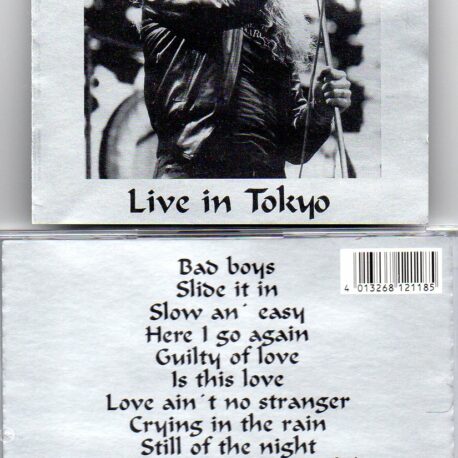 Live in Tokyo
Bad boys
Slide it in
Slow an´ easy
Here I go again
Guilty of love
Is this love
Love ain´t no stranger
Crying in the rain
Still of the night
4 013268 121185